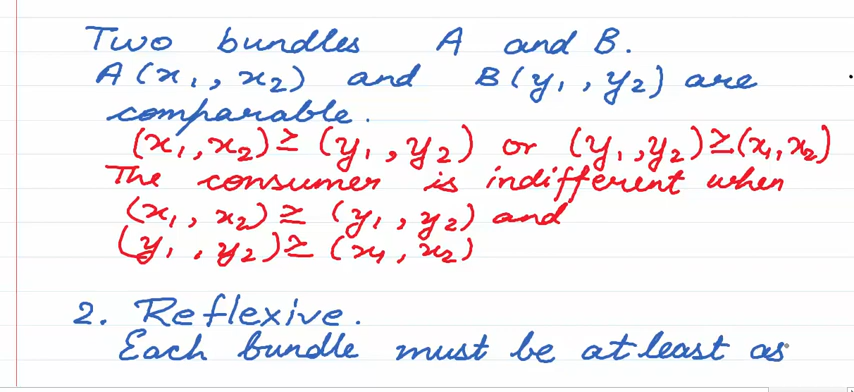 Two bundles A and B.
A(x₁, x₂) and B(y₁, y₂) are
comparable.
(x₁, x₂) ≥ (y₁, y₂) or (y₁, y₂) ≥ (x₁, x₂)
The consumer is indifferent when
(x₁, x₂) ≥ (y₁, y₂) and
(y₁, y₂) ≥ (x₁, x₂)
2. Reflexive.
Each bundle must be at least as